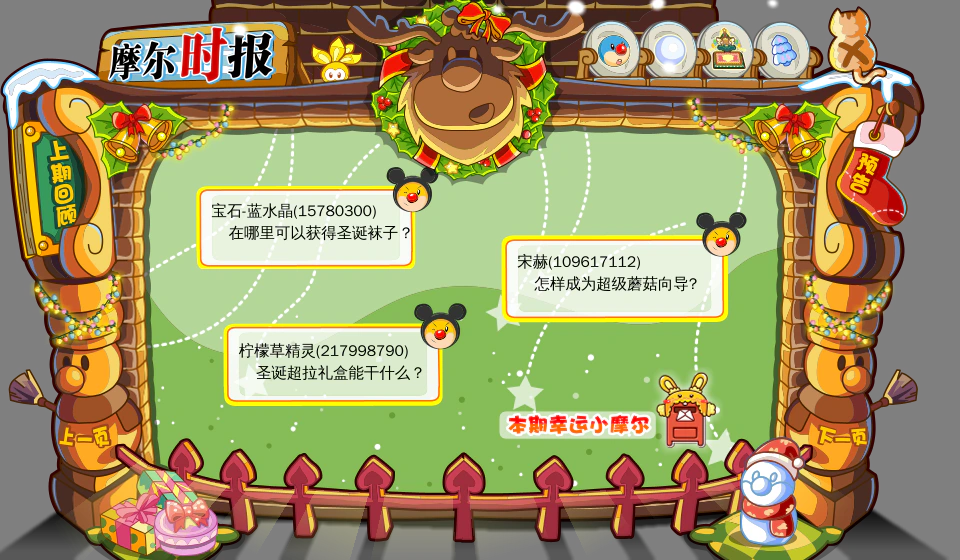 摩尔时报
上期回顾
预告
宝石-蓝水晶(15780300)
在哪里可以获得圣诞袜子？
宋赫(109617112)
怎样成为超级蘑菇向导？
柠檬草精灵(217998790)
圣诞超拉礼盒能干什么？
本期幸运小摩尔
上一页
下一页